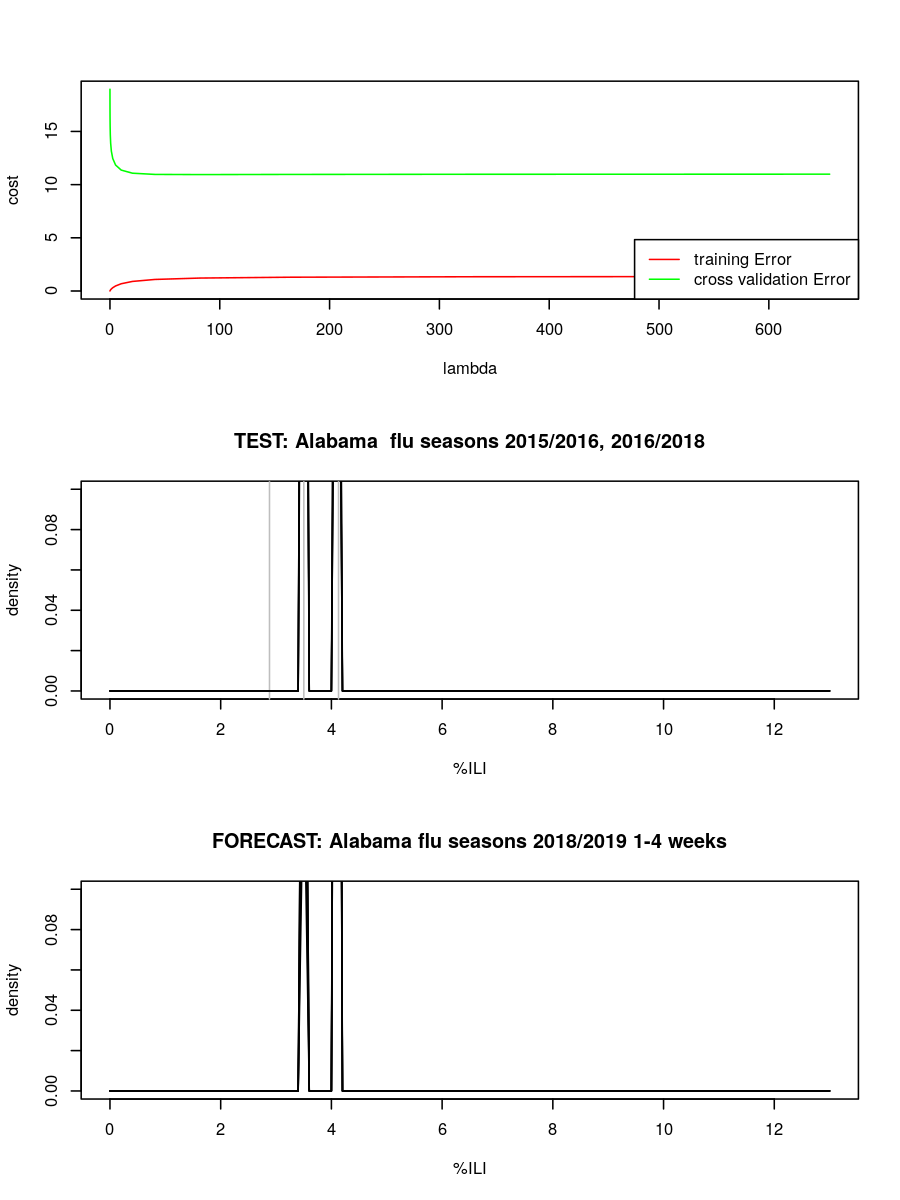 15
10
5
0
cost
training Error
cross validation Error
0 100 200 300 400 500 600
lambda
TEST: Alabama  flu seasons 2015/2016, 2016/2018
0.08
0.04
0.00
density
0 2 4 6 8 10 12
%ILI
FORECAST: Alabama flu seasons 2018/2019 1-4 weeks
0.08
0.04
0.00
density
0 2 4 6 8 10 12
%ILI